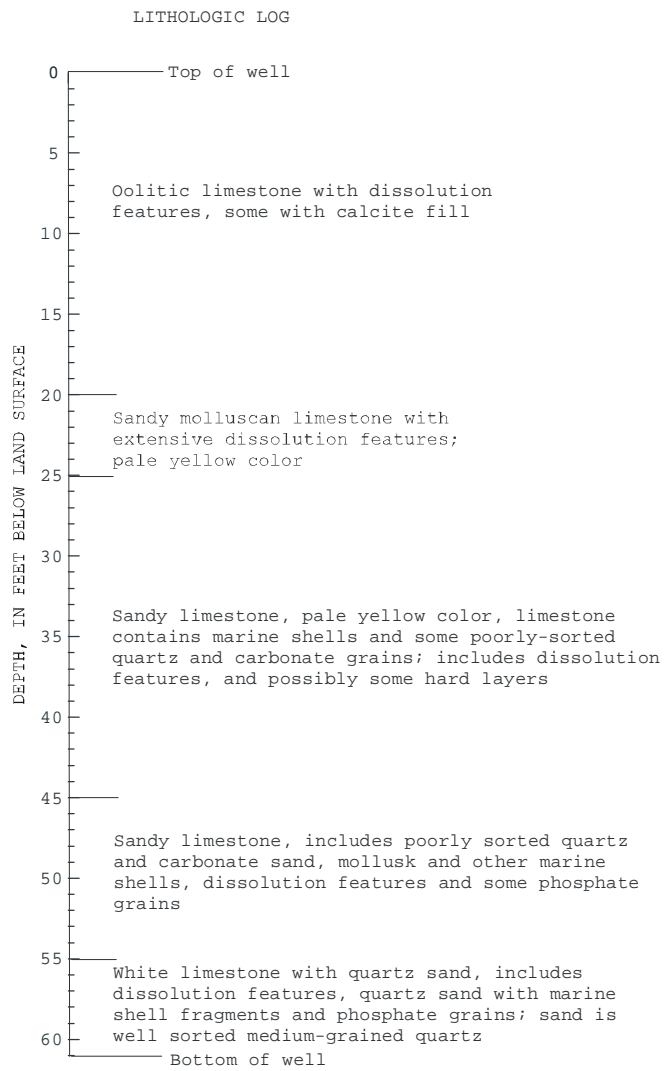 LITHOLOGIC LOG
0
Top of well
5
Oolitic limestone with dissolution
features, some with calcite fill
10
15
20
Sandy molluscan limestone with
extensive dissolution features;
pale yellow color
25
30
Sandy limestone, pale yellow color, limestone
contains marine shells and some poorly-sorted
quartz and carbonate grains; includes dissolution
features, and possibly some hard layers
35
40
45
Sandy limestone, includes poorly sorted quartz
and carbonate sand, mollusk and other marine
shells, dissolution features and some phosphate
grains
50
55
White limestone with quartz sand, includes
dissolution features, quartz sand with marine
shell fragments and phosphate grains; sand is
well sorted medium-grained quartz
60
Bottom of well
DEPTH, IN FEET BELOW LAND SURFACE